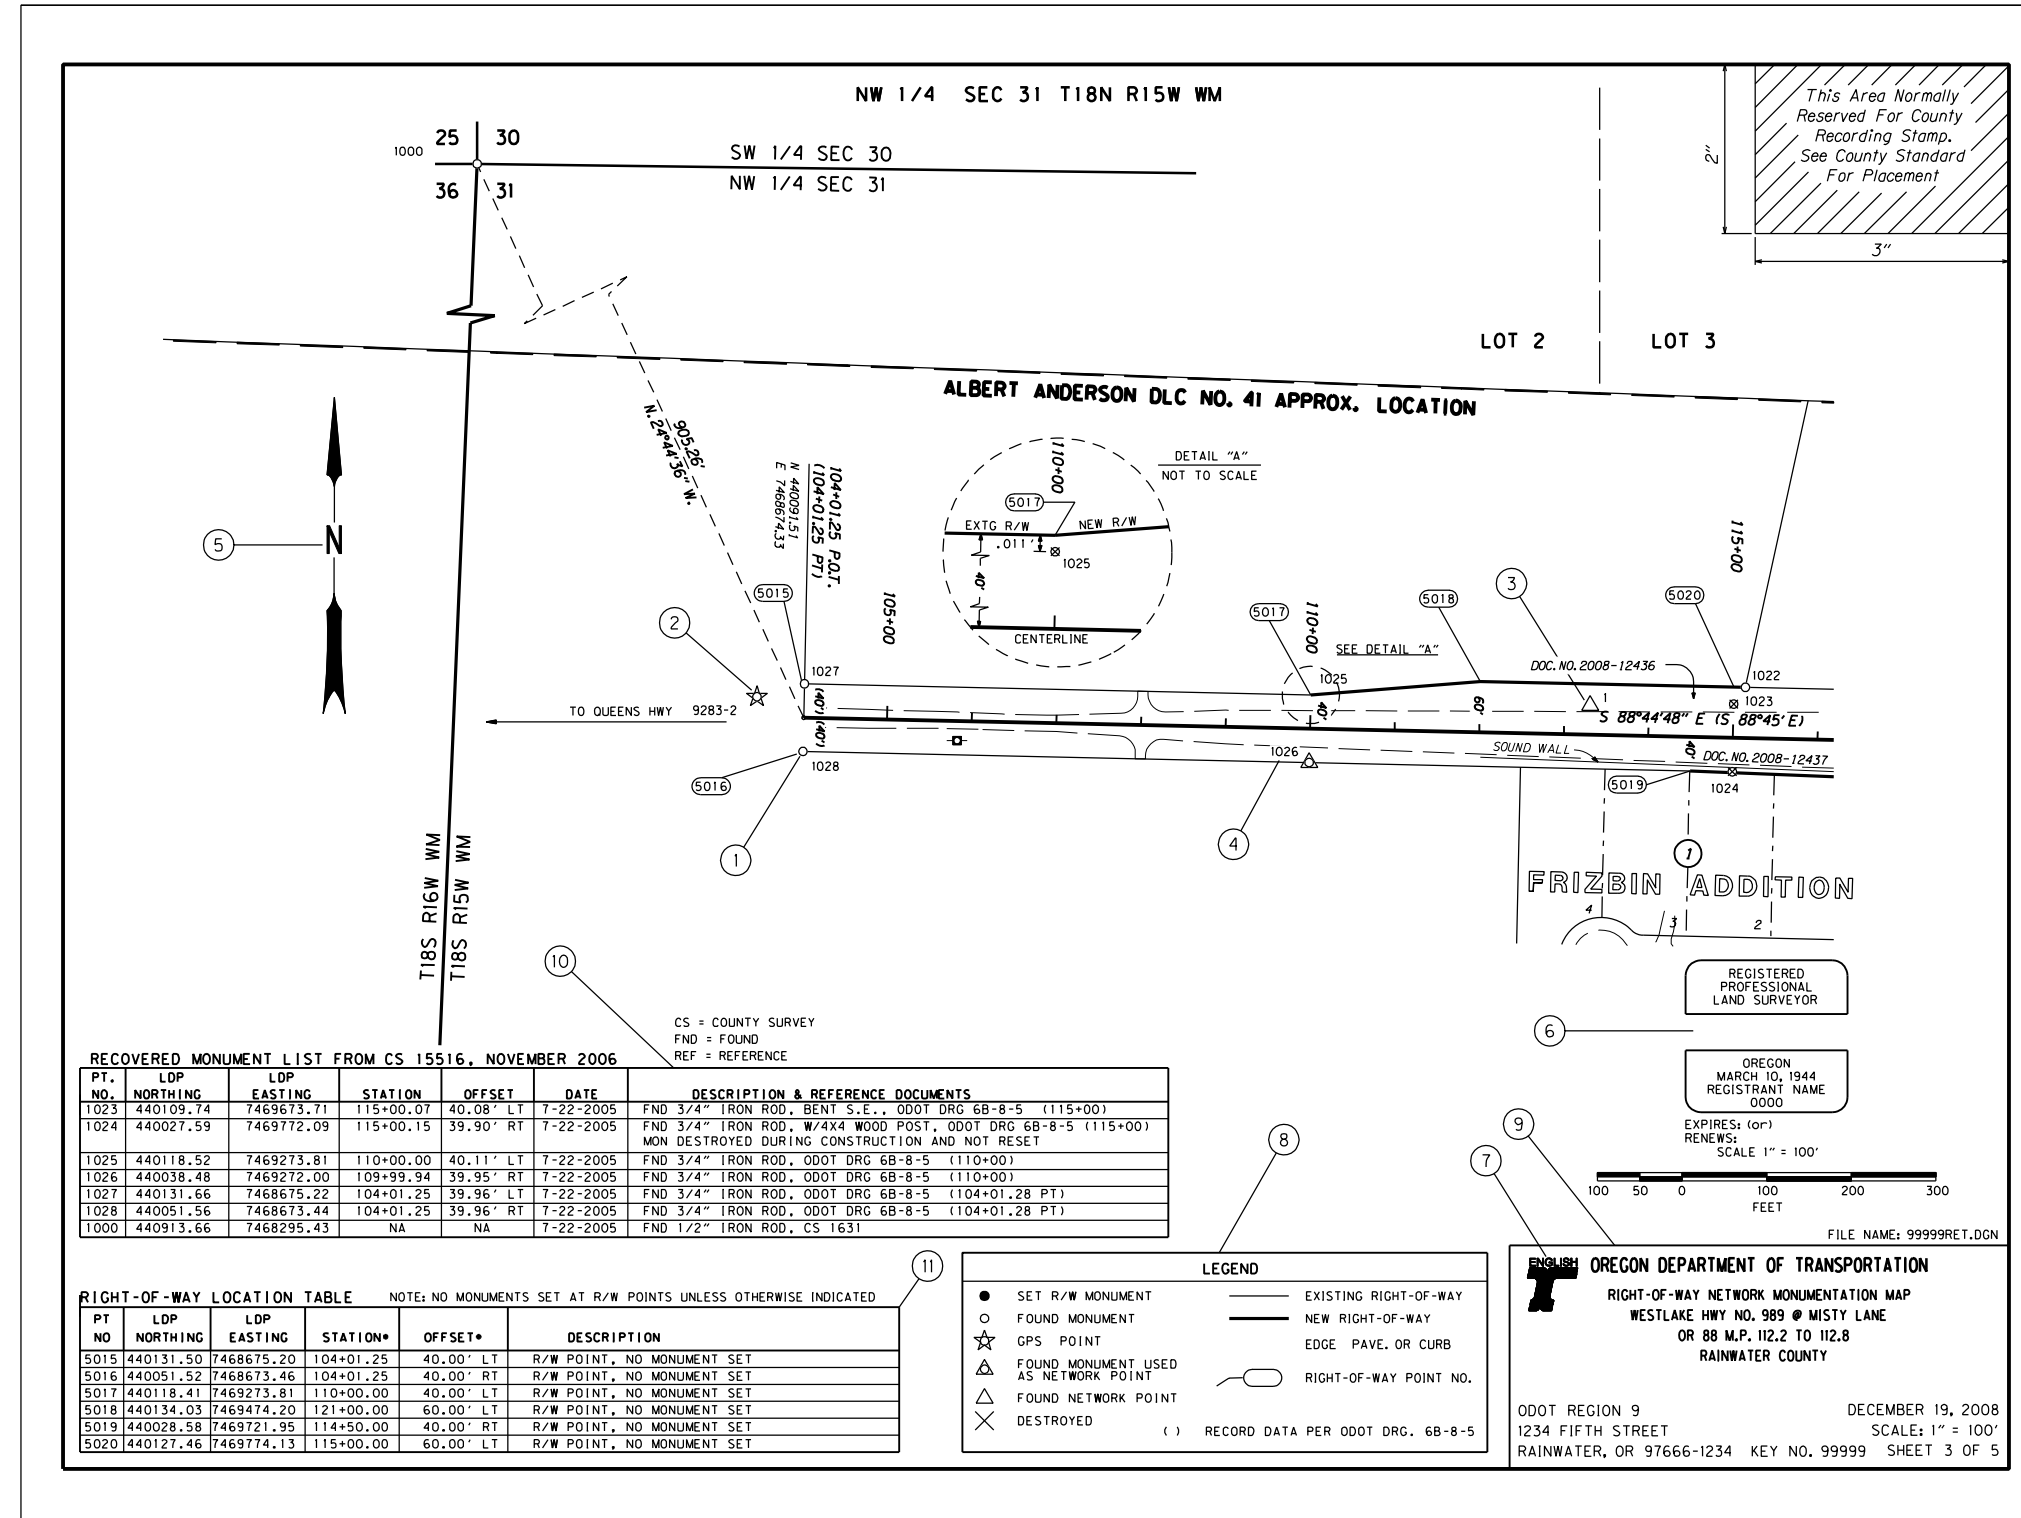 NW 1/4 SEC 31 T18N R15W WM
This Area Normally
Reserved For County
Recording Stamp.
See County Standard
For Placement
2"
3"
25 30
1000
36 31
SW 1/4 SEC 30
NW 1/4 SEC 31
LOT 2
LOT 3
ALBERT ANDERSON DLC NO. 41 APPROX. LOCATION
905.26'
N. 24°44'36" W.
N 440091.51
E 7468674.33
104+01.25 P.O.T.
(104+01.25 PT)
DETAIL "A"
NOT TO SCALE
110+00
5017
EXTG R/W
NEW R/W
.011'
1025
40'
CENTERLINE
5
N
2
5015
105+00
1027
(40')
(40')
TO QUEENS HWY 9283-2
5017
110+00
5018
3
5020
115+00
SEE DETAIL "A"
1025
40'
60'
DOC. NO. 2008-12436
1
1022
1023
S 88°44'48" E (S 88°45' E)
SOUND WALL
40'
DOC. NO. 2008-12437
1026
1028
5016
5019
1024
1
4
1
FRIZBIN ADDITION
4
3
2
T18S R16W WM
T18S R15W WM
10
REGISTERED
PROFESSIONAL
LAND SURVEYOR
6
OREGON
MARCH 10, 1944
REGISTRANT NAME
0000
EXPIRES: (or)
RENEWS:
SCALE 1" = 100'
100 50 0 100 200 300
FEET
CS = COUNTY SURVEY
FND = FOUND
REF = REFERENCE
RECOVERED MONUMENT LIST FROM CS 15516, NOVEMBER 2006
PT. NO. LDP NORTHING LDP EASTING STATION OFFSET DATE DESCRIPTION & REFERENCE DOCUMENTS
1023 440109.74 7469673.71 115+00.07 40.08' LT 7-22-2005 FND 3/4" IRON ROD, BENT S.E., ODOT DRG 6B-8-5 (115+00)
1024 440027.59 7469772.09 115+00.15 39.90' RT 7-22-2005 FND 3/4" IRON ROD, W/4X4 WOOD POST, ODOT DRG 6B-8-5 (115+00)
MON DESTROYED DURING CONSTRUCTION AND NOT RESET
1025 440118.52 7469273.81 110+00.00 40.11' LT 7-22-2005 FND 3/4" IRON ROD, ODOT DRG 6B-8-5 (110+00)
1026 440038.48 7469272.00 109+99.94 39.95' RT 7-22-2005 FND 3/4" IRON ROD, ODOT DRG 6B-8-5 (110+00)
1027 440131.66 7468675.22 104+01.25 39.96' LT 7-22-2005 FND 3/4" IRON ROD, ODOT DRG 6B-8-5 (104+01.28 PT)
1028 440051.56 7468673.44 104+01.25 39.96' RT 7-22-2005 FND 3/4" IRON ROD, ODOT DRG 6B-8-5 (104+01.28 PT)
1000 440913.66 7468295.43 NA NA 7-22-2005 FND 1/2" IRON ROD, CS 1631
8
7
9
11
RIGHT-OF-WAY LOCATION TABLE NOTE: NO MONUMENTS SET AT R/W POINTS UNLESS OTHERWISE INDICATED
PT NO LDP NORTHING LDP EASTING STATION• OFFSET• DESCRIPTION
5015 440131.50 7468675.20 104+01.25 40.00' LT R/W POINT, NO MONUMENT SET
5016 440051.52 7468673.46 104+01.25 40.00' RT R/W POINT, NO MONUMENT SET
5017 440118.41 7469273.81 110+00.00 40.00' LT R/W POINT, NO MONUMENT SET
5018 440134.03 7469474.20 121+00.00 60.00' LT R/W POINT, NO MONUMENT SET
5019 440028.58 7469721.95 114+50.00 40.00' RT R/W POINT, NO MONUMENT SET
5020 440127.46 7469774.13 115+00.00 60.00' LT R/W POINT, NO MONUMENT SET
LEGEND
SET R/W MONUMENT
FOUND MONUMENT
GPS POINT
FOUND MONUMENT USED
AS NETWORK POINT
FOUND NETWORK POINT
DESTROYED
EXISTING RIGHT-OF-WAY
NEW RIGHT-OF-WAY
EDGE PAVE. OR CURB
RIGHT-OF-WAY POINT NO.
( ) RECORD DATA PER ODOT DRG. 6B-8-5
FILE NAME: 99999RET.DGN
ENGLISH
OREGON DEPARTMENT OF TRANSPORTATION
RIGHT-OF-WAY NETWORK MONUMENTATION MAP
WESTLAKE HWY NO. 989 @ MISTY LANE
OR 88 M.P. 112.2 TO 112.8
RAINWATER COUNTY
ODOT REGION 9 DECEMBER 19, 2008
1234 FIFTH STREET SCALE: 1" = 100'
RAINWATER, OR 97666-1234 KEY NO. 99999 SHEET 3 OF 5